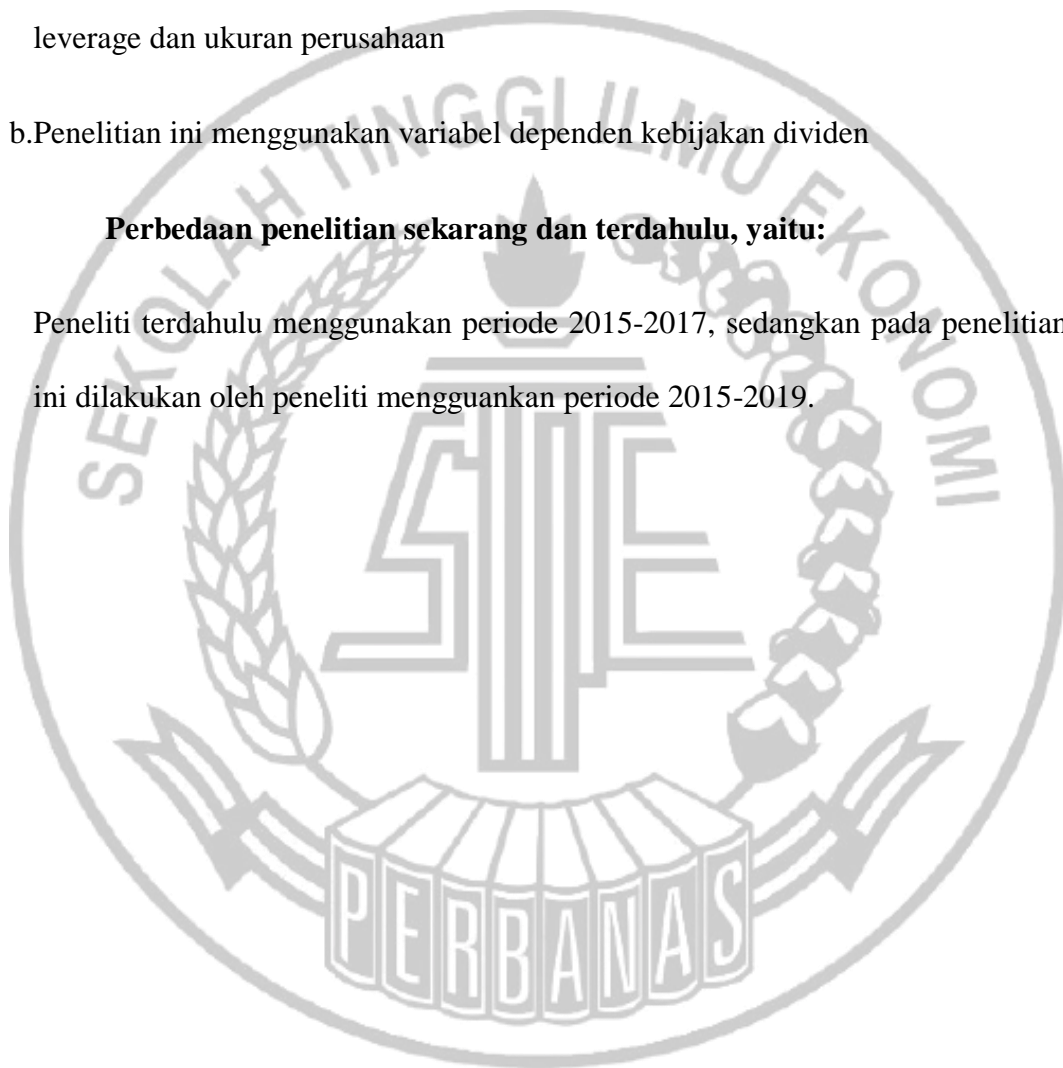 leverage dan ukuran perusahaan
b.Penelitian ini menggunakan variabel dependen kebijakan dividen
Perbedaan penelitian sekarang dan terdahulu, yaitu:
Peneliti terdahulu menggunakan periode 2015-2017, sedangkan pada penelitian
ini dilakukan oleh peneliti mengguankan periode 2015-2019.
SEKOLAH TINGGI ILMU EKONOMI
STIE
PERBANAS